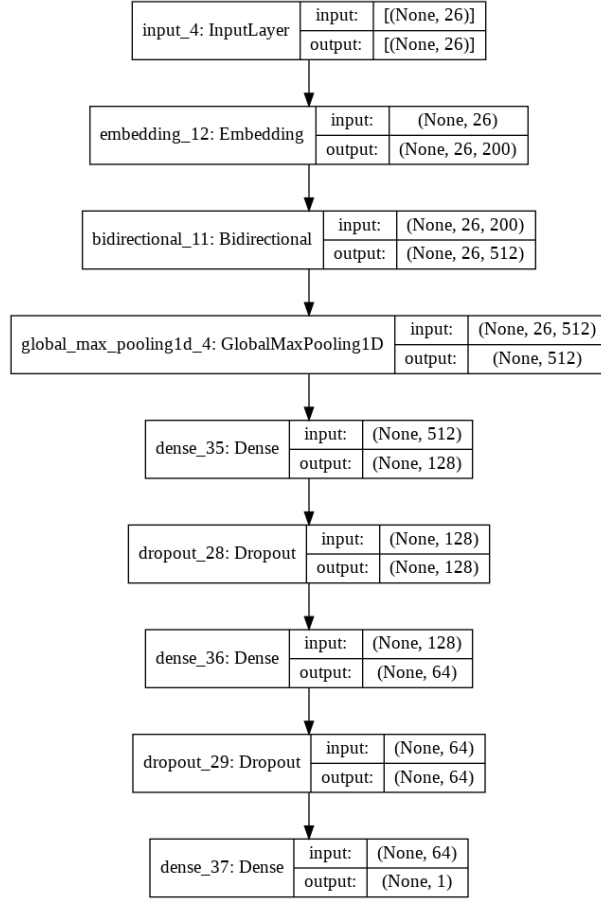 input_4: InputLayer
input: [(None, 26)]
output: [(None, 26)]
embedding_12: Embedding
input: (None, 26)
output: (None, 26, 200)
bidirectional_11: Bidirectional
input: (None, 26, 200)
output: (None, 26, 512)
global_max_pooling1d_4: GlobalMaxPooling1D
input: (None, 26, 512)
output: (None, 512)
dense_35: Dense
input: (None, 512)
output: (None, 128)
dropout_28: Dropout
input: (None, 128)
output: (None, 128)
dense_36: Dense
input: (None, 128)
output: (None, 64)
dropout_29: Dropout
input: (None, 64)
output: (None, 64)
dense_37: Dense
input: (None, 64)
output: (None, 1)